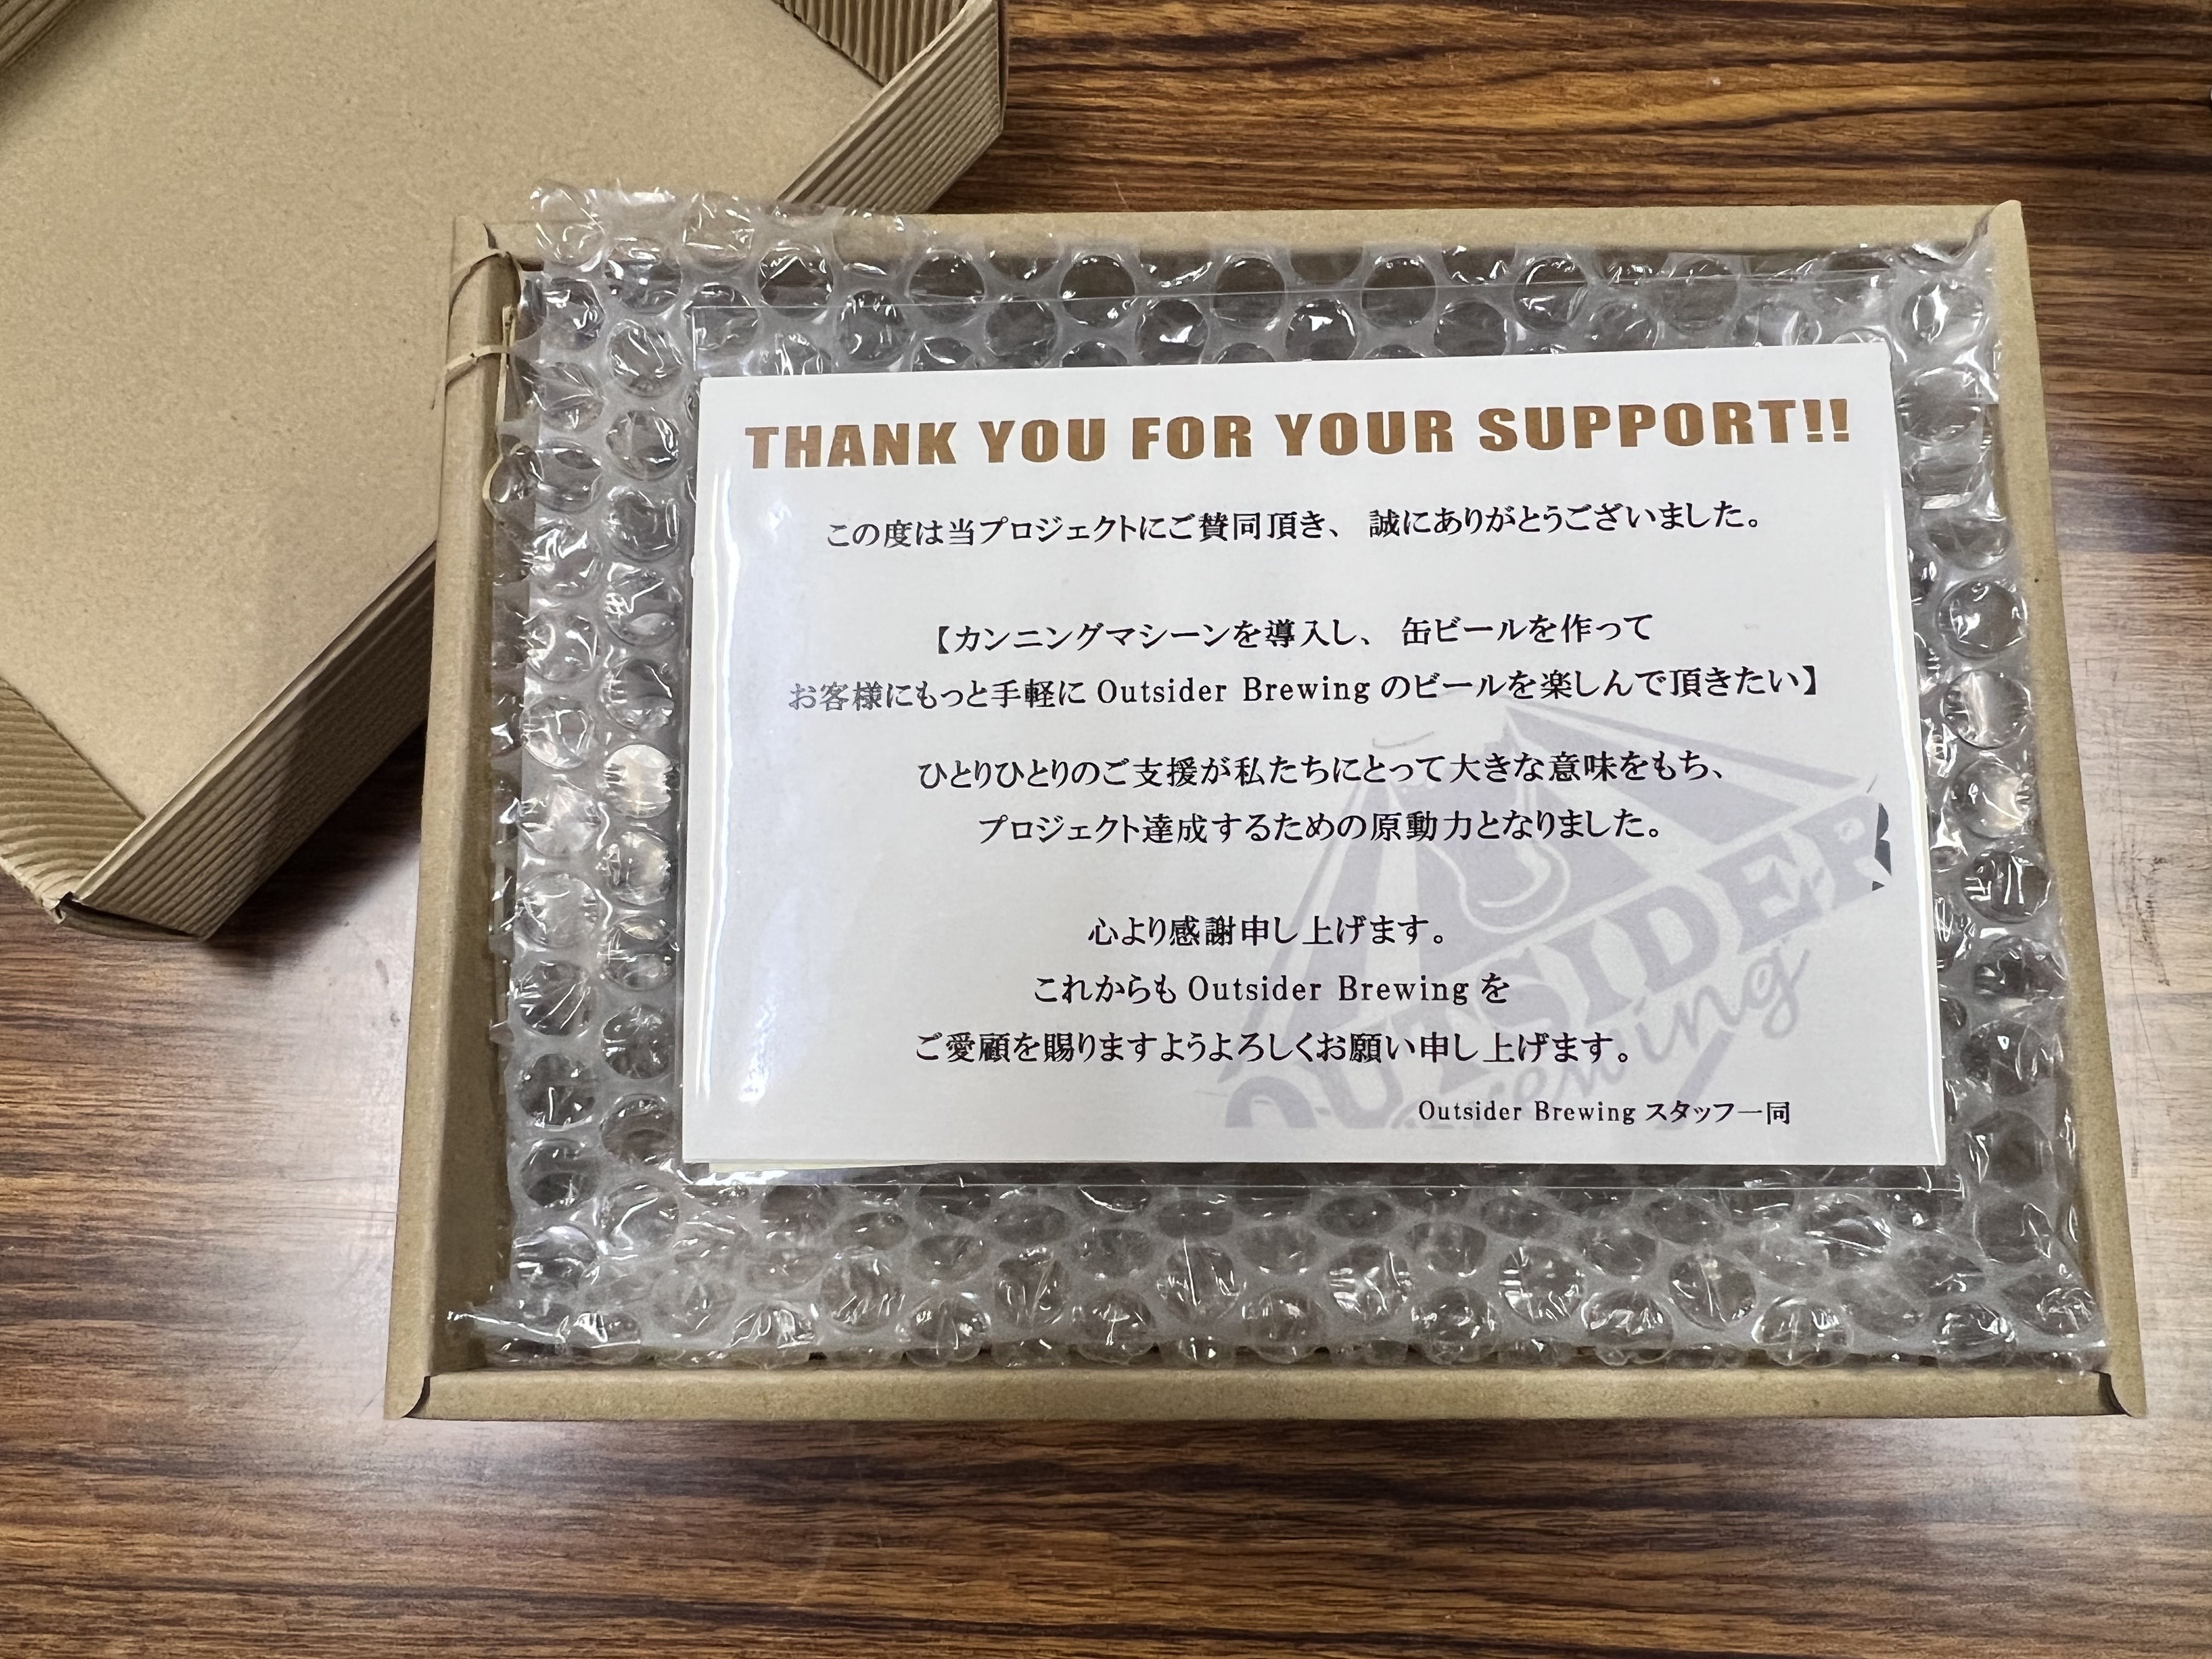 THANK YOU FOR YOUR SUPPORT!!
この度は当プロジェクトにご賛同頂き、 誠にありがとうございました。
【カンニングマシーンを導入し、 缶ビールを作って
お客様にもっと手軽に Outsider Brewing のビールを楽しんで頂きたい】
ひとりひとりのご支援が私たちにとって大きな意味をもち、
プロジェクト達成するための原動力となりました。
心より感謝申し上げます。
これからも Outsider Brewing を
ご愛顧を賜りますようよろしくお願い申し上げます。
Outsider Brewing スタッフ一同
OUTSIDER
Brewing